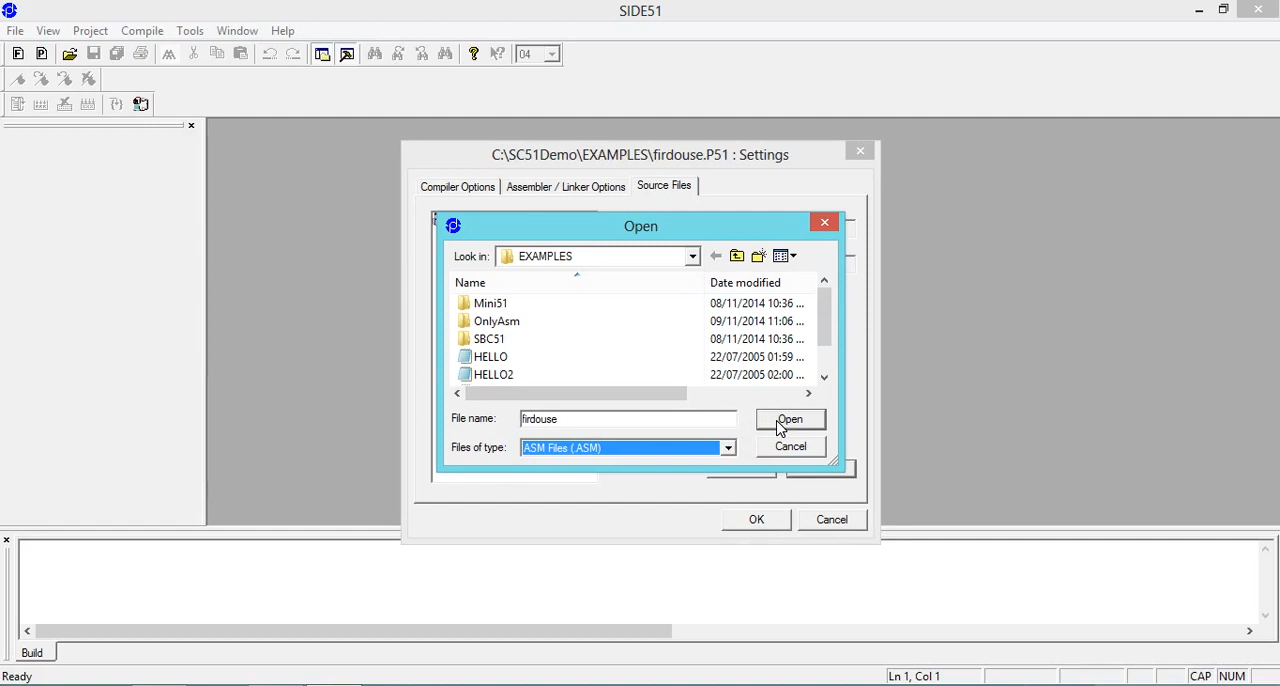 SIDE51
File View Project Compile Tools Window Help
04
C:\SC51Demo\EXAMPLES\firdouse.P51 : Settings
Compiler Options Assembler / Linker Options Source Files
Open
Look in: EXAMPLES
Name Date modified
Mini51 08/11/2014 10:36 ...
OnlyAsm 09/11/2014 11:06 ...
SBC51 08/11/2014 10:36 ...
HELLO 22/07/2005 01:59 ...
HELLO2 22/07/2005 02:00 ...
File name: firdouse Open
Files of type: ASM Files (.ASM) Cancel
OK Cancel
Build
Ready Ln 1, Col 1 CAP NUM